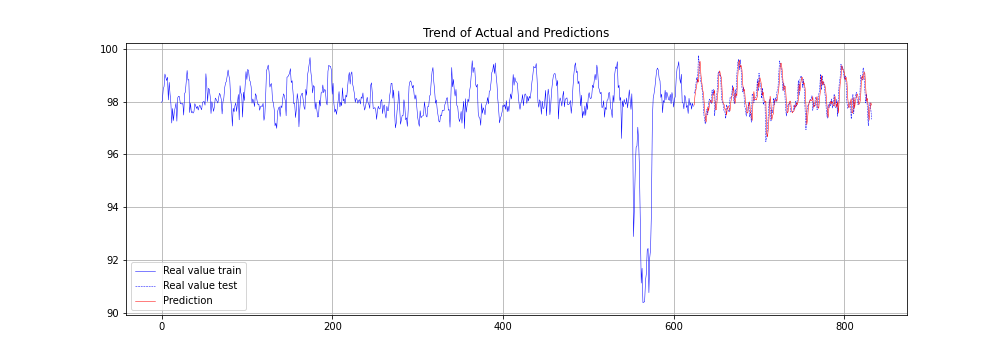 Trend of Actual and Predictions
100
98
96
94
92
90
Real value train
Real value test
Prediction
0
200
400
600
800